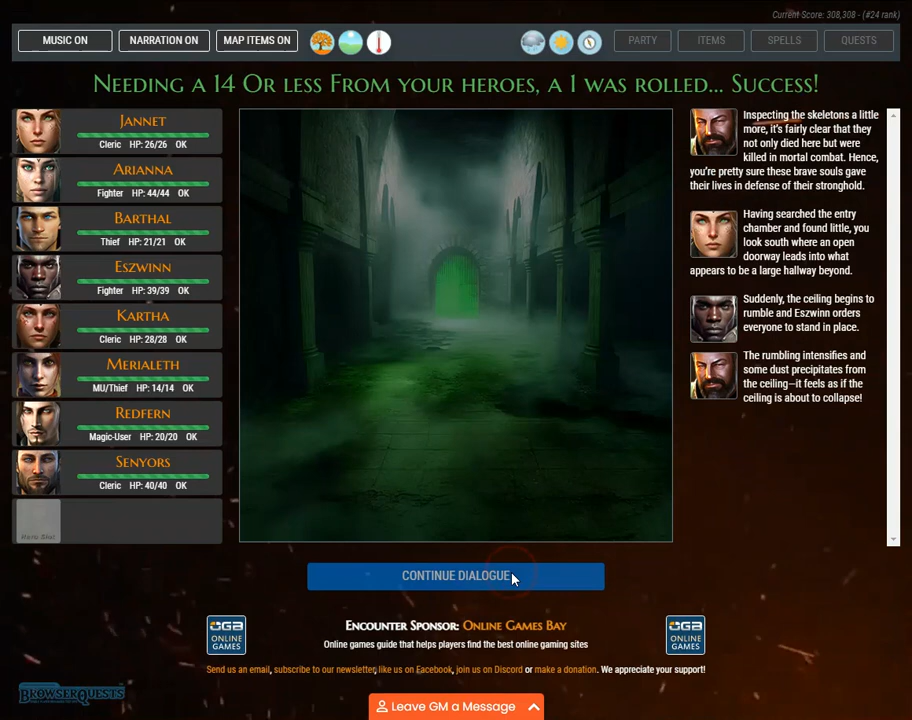 Current Score: 308,308 - (#24 rank)
MUSIC ON
NARRATION ON
MAP ITEMS ON
PARTY
ITEMS
SPELLS
QUESTS
Needing a 14 Or less From your heroes, a 1 was rolled... Success!
Jannet
Cleric HP: 26/26 OK
Arianna
Fighter HP: 44/44 OK
Barthal
Thief HP: 21/21 OK
Eszwinn
Fighter HP: 39/39 OK
Kartha
Cleric HP: 28/28 OK
Merialeth
MU/Thief HP: 14/14 OK
Redfern
Magic-User HP: 20/20 OK
Senyors
Cleric HP: 40/40 OK
Inspecting the skeletons a little
more, it's fairly clear that they
not only died here but were
killed in mortal combat. Hence,
you're pretty sure these brave souls gave
their lives in defense of their stronghold.
Having searched the entry
chamber and found little, you
look south where an open
doorway leads into what
appears to be a large hallway beyond.
Suddenly, the ceiling begins to
rumble and Eszwinn orders
everyone to stand in place.
The rumbling intensifies and
some dust precipitates from
the ceiling—it feels as if the
ceiling is about to collapse!
CONTINUE DIALOGUE
OGB
ONLINE
GAMES
Encounter Sponsor: Online Games Bay
Online games guide that helps players find the best online gaming sites
OGB
ONLINE
GAMES
Send us an email, subscribe to our newsletter, like us on Facebook, join us on Discord or make a donation. We appreciate your support!
BrowserQuests
Leave GM a Message